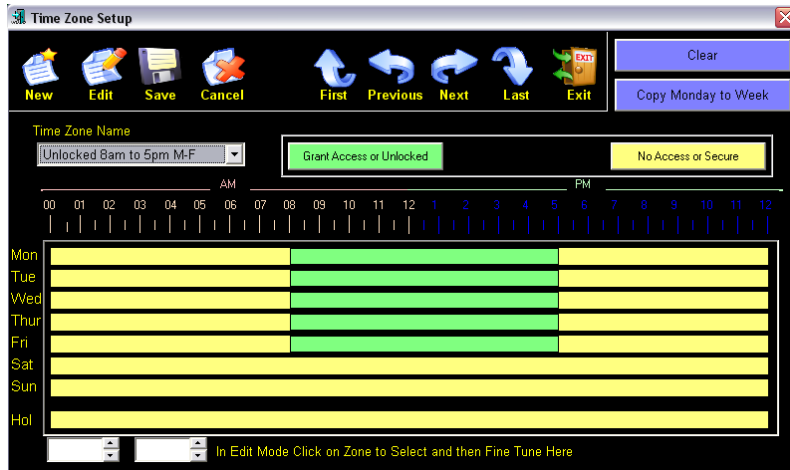 Time Zone Setup
New Edit Save Cancel First Previous Next Last EXIT Exit
Clear
Copy Monday to Week
Time Zone Name
Unlocked 8am to 5pm M-F
Grant Access or Unlocked
No Access or Secure
AM PM
00 01 02 03 04 05 06 07 08 09 10 11 12 1 2 3 4 5 6 7 8 9 10 11 12
Mon
Tue
Wed
Thur
Fri
Sat
Sun
Hol
In Edit Mode Click on Zone to Select and then Fine Tune Here